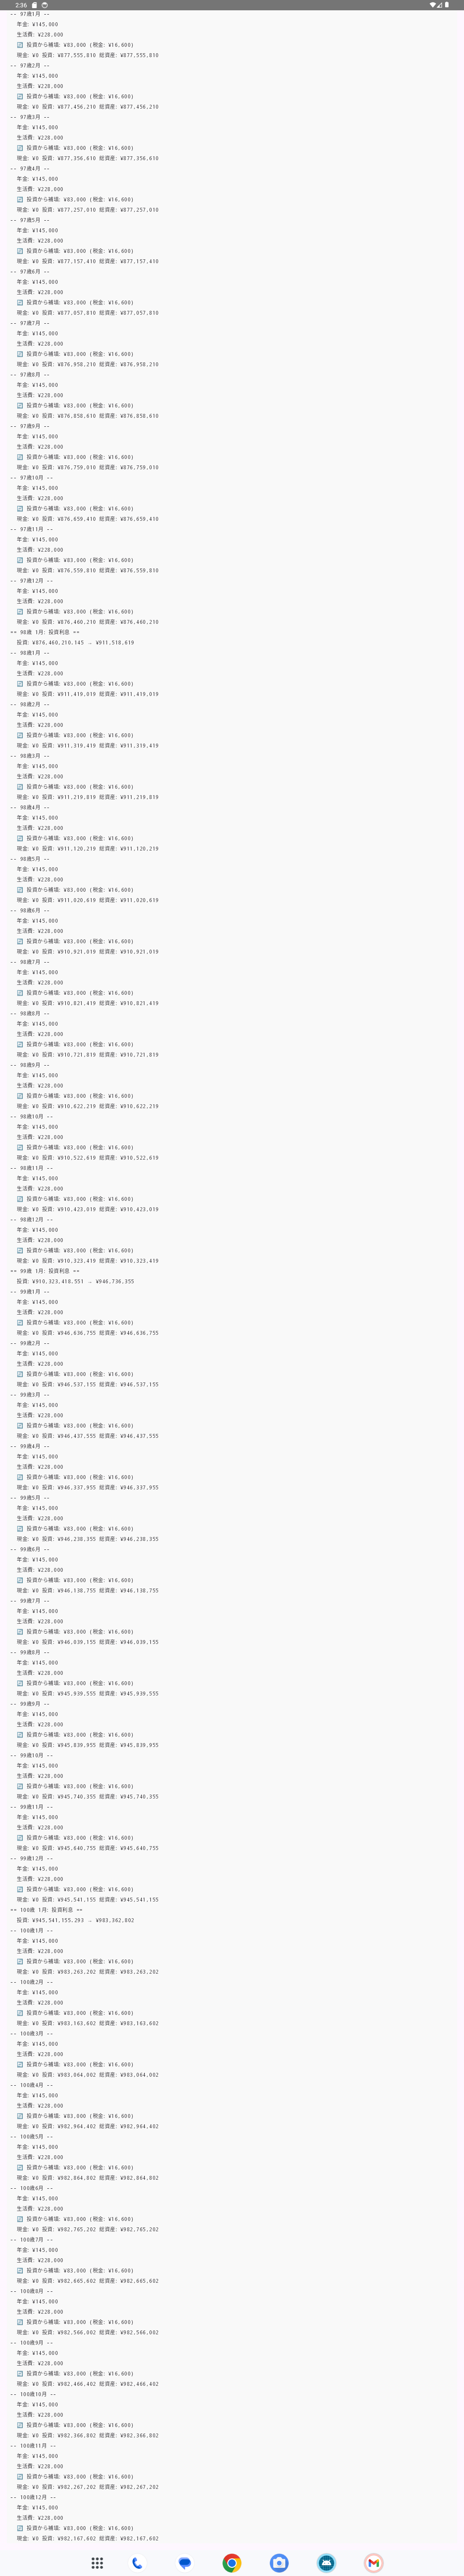 2:36
-- 97歳1月 --
年金: ¥145,000
生活費: ¥228,000
🔄 投資から補填: ¥83,000 (税金: ¥16,600)
現金: ¥0 投資: ¥877,555,810 総資産: ¥877,555,810
-- 97歳2月 --
年金: ¥145,000
生活費: ¥228,000
🔄 投資から補填: ¥83,000 (税金: ¥16,600)
現金: ¥0 投資: ¥877,456,210 総資産: ¥877,456,210
-- 97歳3月 --
年金: ¥145,000
生活費: ¥228,000
🔄 投資から補填: ¥83,000 (税金: ¥16,600)
現金: ¥0 投資: ¥877,356,610 総資産: ¥877,356,610
-- 97歳4月 --
年金: ¥145,000
生活費: ¥228,000
🔄 投資から補填: ¥83,000 (税金: ¥16,600)
現金: ¥0 投資: ¥877,257,010 総資産: ¥877,257,010
-- 97歳5月 --
年金: ¥145,000
生活費: ¥228,000
🔄 投資から補填: ¥83,000 (税金: ¥16,600)
現金: ¥0 投資: ¥877,157,410 総資産: ¥877,157,410
-- 97歳6月 --
年金: ¥145,000
生活費: ¥228,000
🔄 投資から補填: ¥83,000 (税金: ¥16,600)
現金: ¥0 投資: ¥877,057,810 総資産: ¥877,057,810
-- 97歳7月 --
年金: ¥145,000
生活費: ¥228,000
🔄 投資から補填: ¥83,000 (税金: ¥16,600)
現金: ¥0 投資: ¥876,958,210 総資産: ¥876,958,210
-- 97歳8月 --
年金: ¥145,000
生活費: ¥228,000
🔄 投資から補填: ¥83,000 (税金: ¥16,600)
現金: ¥0 投資: ¥876,858,610 総資産: ¥876,858,610
-- 97歳9月 --
年金: ¥145,000
生活費: ¥228,000
🔄 投資から補填: ¥83,000 (税金: ¥16,600)
現金: ¥0 投資: ¥876,759,010 総資産: ¥876,759,010
-- 97歳10月 --
年金: ¥145,000
生活費: ¥228,000
🔄 投資から補填: ¥83,000 (税金: ¥16,600)
現金: ¥0 投資: ¥876,659,410 総資産: ¥876,659,410
-- 97歳11月 --
年金: ¥145,000
生活費: ¥228,000
🔄 投資から補填: ¥83,000 (税金: ¥16,600)
現金: ¥0 投資: ¥876,559,810 総資産: ¥876,559,810
-- 97歳12月 --
年金: ¥145,000
生活費: ¥228,000
🔄 投資から補填: ¥83,000 (税金: ¥16,600)
現金: ¥0 投資: ¥876,460,210 総資産: ¥876,460,210
== 98歳 1月: 投資利息 ==
投資: ¥876,460,210.145 → ¥911,518,619
-- 98歳1月 --
年金: ¥145,000
生活費: ¥228,000
🔄 投資から補填: ¥83,000 (税金: ¥16,600)
現金: ¥0 投資: ¥911,419,019 総資産: ¥911,419,019
-- 98歳2月 --
年金: ¥145,000
生活費: ¥228,000
🔄 投資から補填: ¥83,000 (税金: ¥16,600)
現金: ¥0 投資: ¥911,319,419 総資産: ¥911,319,419
-- 98歳3月 --
年金: ¥145,000
生活費: ¥228,000
🔄 投資から補填: ¥83,000 (税金: ¥16,600)
現金: ¥0 投資: ¥911,219,819 総資産: ¥911,219,819
-- 98歳4月 --
年金: ¥145,000
生活費: ¥228,000
🔄 投資から補填: ¥83,000 (税金: ¥16,600)
現金: ¥0 投資: ¥911,120,219 総資産: ¥911,120,219
-- 98歳5月 --
年金: ¥145,000
生活費: ¥228,000
🔄 投資から補填: ¥83,000 (税金: ¥16,600)
現金: ¥0 投資: ¥911,020,619 総資産: ¥911,020,619
-- 98歳6月 --
年金: ¥145,000
生活費: ¥228,000
🔄 投資から補填: ¥83,000 (税金: ¥16,600)
現金: ¥0 投資: ¥910,921,019 総資産: ¥910,921,019
-- 98歳7月 --
年金: ¥145,000
生活費: ¥228,000
🔄 投資から補填: ¥83,000 (税金: ¥16,600)
現金: ¥0 投資: ¥910,821,419 総資産: ¥910,821,419
-- 98歳8月 --
年金: ¥145,000
生活費: ¥228,000
🔄 投資から補填: ¥83,000 (税金: ¥16,600)
現金: ¥0 投資: ¥910,721,819 総資産: ¥910,721,819
-- 98歳9月 --
年金: ¥145,000
生活費: ¥228,000
🔄 投資から補填: ¥83,000 (税金: ¥16,600)
現金: ¥0 投資: ¥910,622,219 総資産: ¥910,622,219
-- 98歳10月 --
年金: ¥145,000
生活費: ¥228,000
🔄 投資から補填: ¥83,000 (税金: ¥16,600)
現金: ¥0 投資: ¥910,522,619 総資産: ¥910,522,619
-- 98歳11月 --
年金: ¥145,000
生活費: ¥228,000
🔄 投資から補填: ¥83,000 (税金: ¥16,600)
現金: ¥0 投資: ¥910,423,019 総資産: ¥910,423,019
-- 98歳12月 --
年金: ¥145,000
生活費: ¥228,000
🔄 投資から補填: ¥83,000 (税金: ¥16,600)
現金: ¥0 投資: ¥910,323,419 総資産: ¥910,323,419
== 99歳 1月: 投資利息 ==
投資: ¥910,323,418.551 → ¥946,736,355
-- 99歳1月 --
年金: ¥145,000
生活費: ¥228,000
🔄 投資から補填: ¥83,000 (税金: ¥16,600)
現金: ¥0 投資: ¥946,636,755 総資産: ¥946,636,755
-- 99歳2月 --
年金: ¥145,000
生活費: ¥228,000
🔄 投資から補填: ¥83,000 (税金: ¥16,600)
現金: ¥0 投資: ¥946,537,155 総資産: ¥946,537,155
-- 99歳3月 --
年金: ¥145,000
生活費: ¥228,000
🔄 投資から補填: ¥83,000 (税金: ¥16,600)
現金: ¥0 投資: ¥946,437,555 総資産: ¥946,437,555
-- 99歳4月 --
年金: ¥145,000
生活費: ¥228,000
🔄 投資から補填: ¥83,000 (税金: ¥16,600)
現金: ¥0 投資: ¥946,337,955 総資産: ¥946,337,955
-- 99歳5月 --
年金: ¥145,000
生活費: ¥228,000
🔄 投資から補填: ¥83,000 (税金: ¥16,600)
現金: ¥0 投資: ¥946,238,355 総資産: ¥946,238,355
-- 99歳6月 --
年金: ¥145,000
生活費: ¥228,000
🔄 投資から補填: ¥83,000 (税金: ¥16,600)
現金: ¥0 投資: ¥946,138,755 総資産: ¥946,138,755
-- 99歳7月 --
年金: ¥145,000
生活費: ¥228,000
🔄 投資から補填: ¥83,000 (税金: ¥16,600)
現金: ¥0 投資: ¥946,039,155 総資産: ¥946,039,155
-- 99歳8月 --
年金: ¥145,000
生活費: ¥228,000
🔄 投資から補填: ¥83,000 (税金: ¥16,600)
現金: ¥0 投資: ¥945,939,555 総資産: ¥945,939,555
-- 99歳9月 --
年金: ¥145,000
生活費: ¥228,000
🔄 投資から補填: ¥83,000 (税金: ¥16,600)
現金: ¥0 投資: ¥945,839,955 総資産: ¥945,839,955
-- 99歳10月 --
年金: ¥145,000
生活費: ¥228,000
🔄 投資から補填: ¥83,000 (税金: ¥16,600)
現金: ¥0 投資: ¥945,740,355 総資産: ¥945,740,355
-- 99歳11月 --
年金: ¥145,000
生活費: ¥228,000
🔄 投資から補填: ¥83,000 (税金: ¥16,600)
現金: ¥0 投資: ¥945,640,755 総資産: ¥945,640,755
-- 99歳12月 --
年金: ¥145,000
生活費: ¥228,000
🔄 投資から補填: ¥83,000 (税金: ¥16,600)
現金: ¥0 投資: ¥945,541,155 総資産: ¥945,541,155
== 100歳 1月: 投資利息 ==
投資: ¥945,541,155.293 → ¥983,362,802
-- 100歳1月 --
年金: ¥145,000
生活費: ¥228,000
🔄 投資から補填: ¥83,000 (税金: ¥16,600)
現金: ¥0 投資: ¥983,263,202 総資産: ¥983,263,202
-- 100歳2月 --
年金: ¥145,000
生活費: ¥228,000
🔄 投資から補填: ¥83,000 (税金: ¥16,600)
現金: ¥0 投資: ¥983,163,602 総資産: ¥983,163,602
-- 100歳3月 --
年金: ¥145,000
生活費: ¥228,000
🔄 投資から補填: ¥83,000 (税金: ¥16,600)
現金: ¥0 投資: ¥983,064,002 総資産: ¥983,064,002
-- 100歳4月 --
年金: ¥145,000
生活費: ¥228,000
🔄 投資から補填: ¥83,000 (税金: ¥16,600)
現金: ¥0 投資: ¥982,964,402 総資産: ¥982,964,402
-- 100歳5月 --
年金: ¥145,000
生活費: ¥228,000
🔄 投資から補填: ¥83,000 (税金: ¥16,600)
現金: ¥0 投資: ¥982,864,802 総資産: ¥982,864,802
-- 100歳6月 --
年金: ¥145,000
生活費: ¥228,000
🔄 投資から補填: ¥83,000 (税金: ¥16,600)
現金: ¥0 投資: ¥982,765,202 総資産: ¥982,765,202
-- 100歳7月 --
年金: ¥145,000
生活費: ¥228,000
🔄 投資から補填: ¥83,000 (税金: ¥16,600)
現金: ¥0 投資: ¥982,665,602 総資産: ¥982,665,602
-- 100歳8月 --
年金: ¥145,000
生活費: ¥228,000
🔄 投資から補填: ¥83,000 (税金: ¥16,600)
現金: ¥0 投資: ¥982,566,002 総資産: ¥982,566,002
-- 100歳9月 --
年金: ¥145,000
生活費: ¥228,000
🔄 投資から補填: ¥83,000 (税金: ¥16,600)
現金: ¥0 投資: ¥982,466,402 総資産: ¥982,466,402
-- 100歳10月 --
年金: ¥145,000
生活費: ¥228,000
🔄 投資から補填: ¥83,000 (税金: ¥16,600)
現金: ¥0 投資: ¥982,366,802 総資産: ¥982,366,802
-- 100歳11月 --
年金: ¥145,000
生活費: ¥228,000
🔄 投資から補填: ¥83,000 (税金: ¥16,600)
現金: ¥0 投資: ¥982,267,202 総資産: ¥982,267,202
-- 100歳12月 --
年金: ¥145,000
生活費: ¥228,000
🔄 投資から補填: ¥83,000 (税金: ¥16,600)
現金: ¥0 投資: ¥982,167,602 総資産: ¥982,167,602